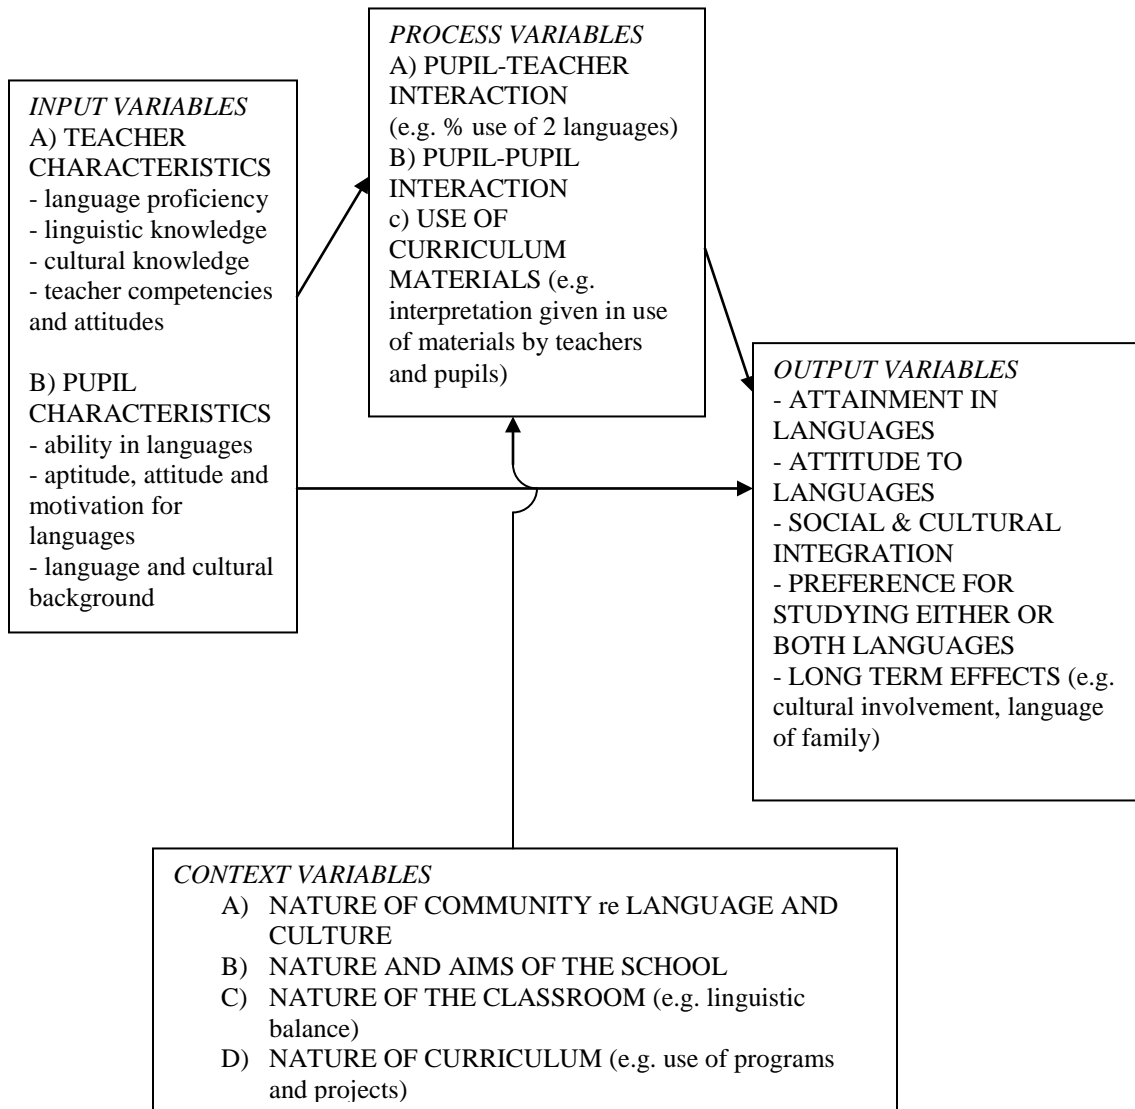 INPUT VARIABLES
A) TEACHER
CHARACTERISTICS
- language proficiency
- linguistic knowledge
- cultural knowledge
- teacher competencies
and attitudes
B) PUPIL
CHARACTERISTICS
- ability in languages
- aptitude, attitude and
motivation for
languages
- language and cultural
background
PROCESS VARIABLES
A) PUPIL-TEACHER
INTERACTION
(e.g. % use of 2 languages)
B) PUPIL-PUPIL
INTERACTION
c) USE OF
CURRICULUM
MATERIALS (e.g.
interpretation given in use
of materials by teachers
and pupils)
OUTPUT VARIABLES
- ATTAINMENT IN
LANGUAGES
- ATTITUDE TO
LANGUAGES
- SOCIAL & CULTURAL
INTEGRATION
- PREFERENCE FOR
STUDYING EITHER OR
BOTH LANGUAGES
- LONG TERM EFFECTS (e.g.
cultural involvement, language
of family)
CONTEXT VARIABLES
A) NATURE OF COMMUNITY re LANGUAGE AND
CULTURE
B) NATURE AND AIMS OF THE SCHOOL
C) NATURE OF THE CLASSROOM (e.g. linguistic
balance)
D) NATURE OF CURRICULUM (e.g. use of programs
and projects)